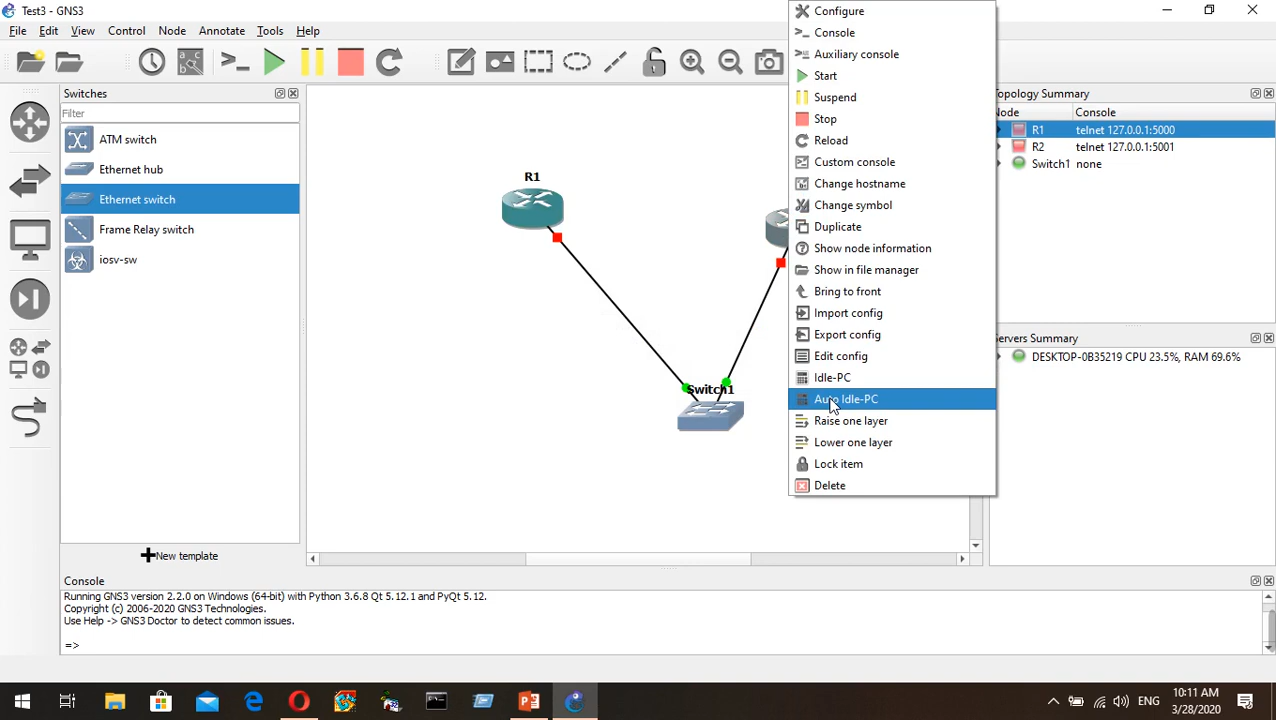 Test3 - GNS3
File Edit View Control Node Annotate Tools Help
Switches
Filter
ATM switch
Ethernet hub
Ethernet switch
Frame Relay switch
iosv-sw
New template
R1
Switch1
Configure
Console
Auxiliary console
Start
Suspend
Stop
Reload
Custom console
Change hostname
Change symbol
Duplicate
Show node information
Show in file manager
Bring to front
Import config
Export config
Edit config
Idle-PC
Auto Idle-PC
Raise one layer
Lower one layer
Lock item
Delete
Topology Summary
Node Console
R1 telnet 127.0.0.1:5000
R2 telnet 127.0.0.1:5001
Switch1 none
Servers Summary
DESKTOP-0B35219 CPU 23.5%, RAM 69.6%
Console
Running GNS3 version 2.2.0 on Windows (64-bit) with Python 3.6.8 Qt 5.12.1 and PyQt 5.12.
Copyright (c) 2006-2020 GNS3 Technologies.
Use Help -> GNS3 Doctor to detect common issues.
=>
ENG
10:11 AM
3/28/2020